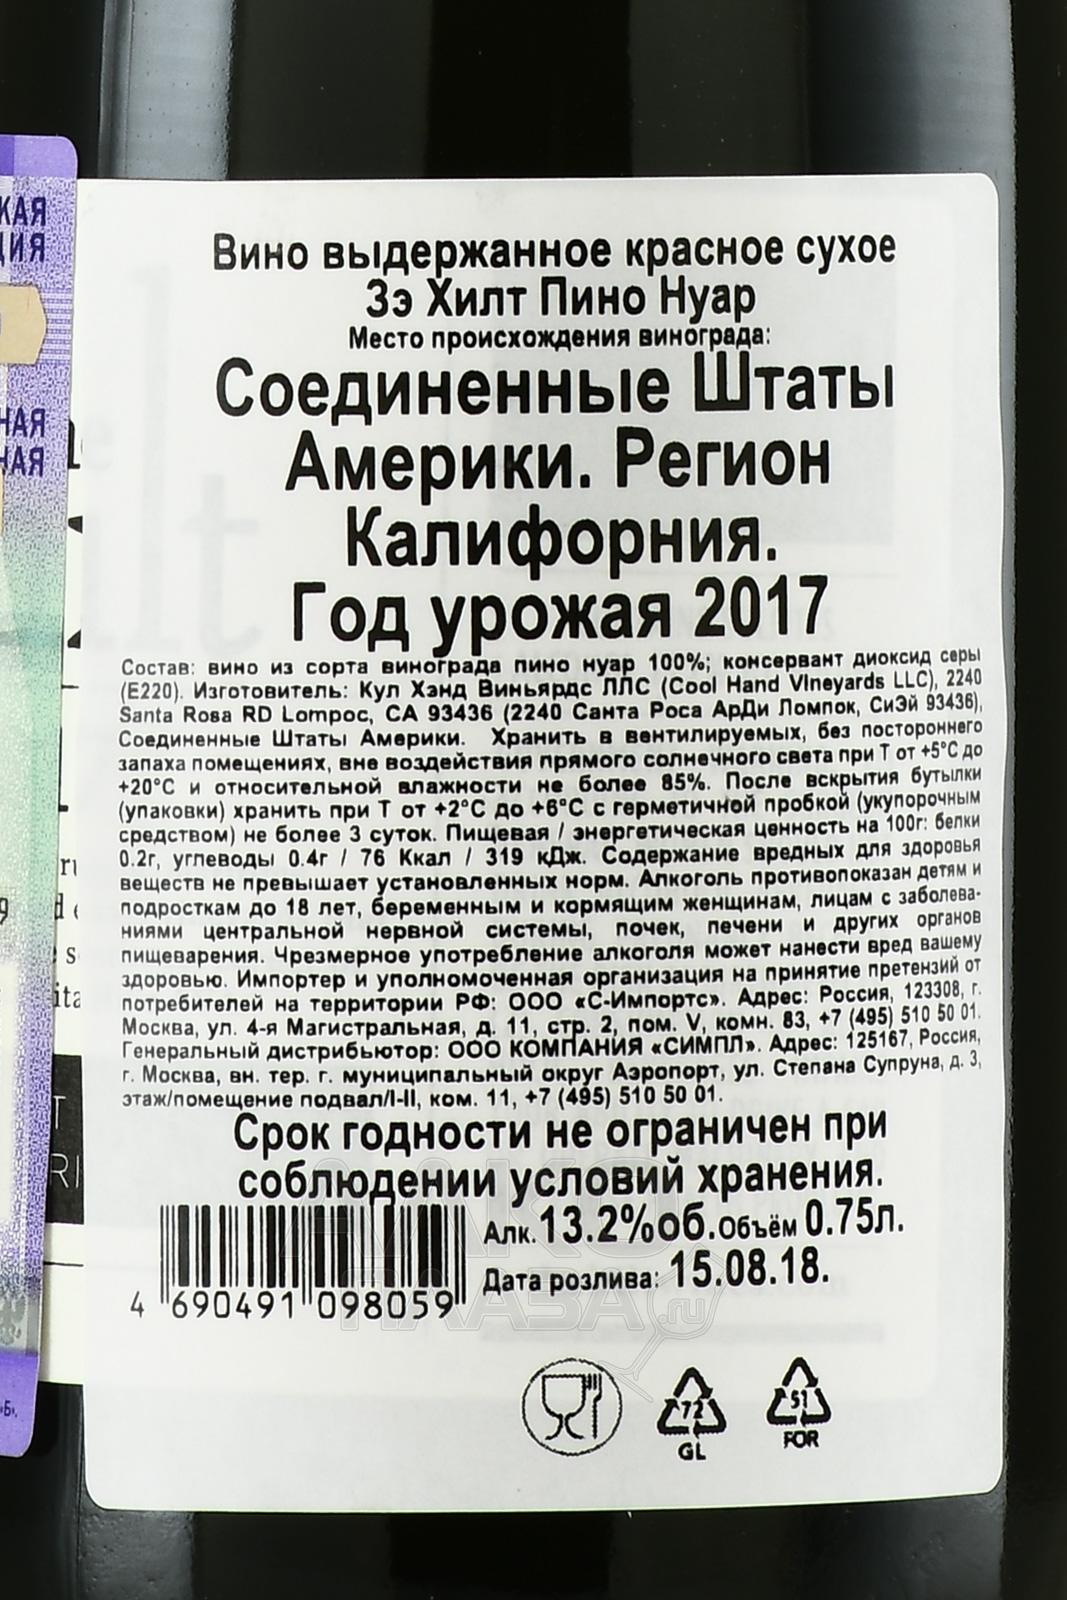 КАЯ
ЦИЯ
НАЯ
НАЯ
Вино выдержанное красное сухое
Зэ Хилт Пино Нуар
Место происхождения винограда:
Соединенные Штаты
Америки. Регион
Калифорния.
Год урожая 2017
Состав: вино из сорта винограда пино нуар 100%; консервант диоксид серы
(Е220). Изготовитель: Кул Хэнд Виньярдс ЛЛС (Cool Hand Vineyards LLC), 2240
Santa Rosa RD Lompoc, CA 93436 (2240 Санта Роса АрДи Ломпок, СиЭй 93436),
Соединенные Штаты Америки. Хранить в вентилируемых, без постороннего
запаха помещениях, вне воздействия прямого солнечного света при Т от +5°С до
+20°С и относительной влажности не более 85%. После вскрытия бутылки
(упаковки) хранить при Т от +2°С до +6°С с герметичной пробкой (укупорочным
средством) не более 3 суток. Пищевая / энергетическая ценность на 100г: белки
0.2г, углеводы 0.4г / 76 Ккал / 319 кДж. Содержание вредных для здоровья
веществ не превышает установленных норм. Алкоголь противопоказан детям и
подросткам до 18 лет, беременным и кормящим женщинам, лицам с заболева-
ниями центральной нервной системы, почек, печени и других органов
пищеварения. Чрезмерное употребление алкоголя может нанести вред вашему
здоровью. Импортер и уполномоченная организация на принятие претензий от
потребителей на территории РФ: ООО «С-Импортс». Адрес: Россия, 123308, г.
Москва, ул. 4-я Магистральная, д. 11, стр. 2, пом. V, комн. 83, +7 (495) 510 50 01.
Генеральный дистрибьютор: ООО КОМПАНИЯ «СИМПЛ». Адрес: 125167, Россия,
г. Москва, вн. тер. г. муниципальный округ Аэропорт, ул. Степана Супруна, д. 3,
этаж/помещение подвал/I-II, ком. 11, +7 (495) 510 50 01.
Срок годности не ограничен при
соблюдении условий хранения.
Алк. 13.2%об. Объём 0.75л.
Дата розлива: 15.08.18.
4 690491 098059
72
GL
51
FOR